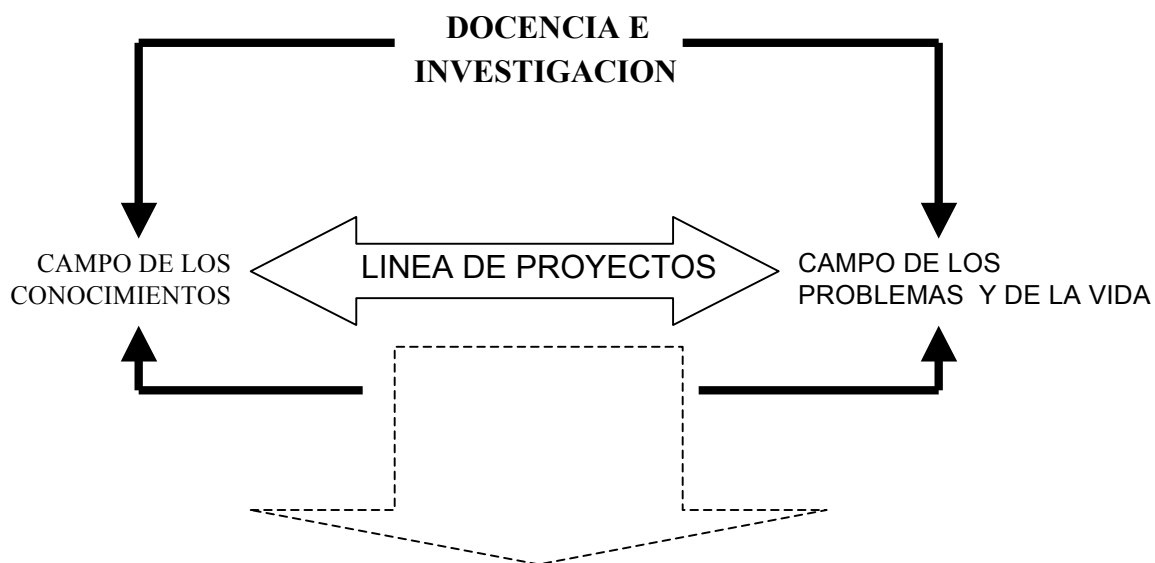 DOCENCIA E
INVESTIGACION
CAMPO DE LOS
CONOCIMIENTOS
LINEA DE PROYECTOS
CAMPO DE LOS
PROBLEMAS Y DE LA VIDA